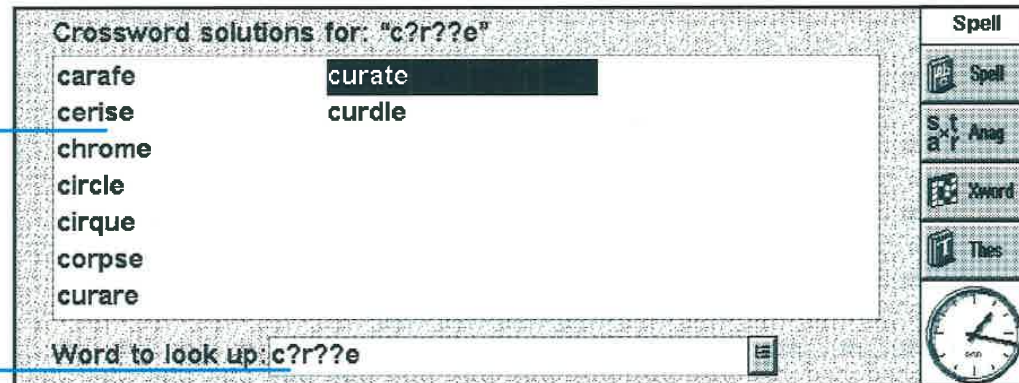 Crossword solutions for: "c?r??e"
carafe
cerise
chrome
circle
cirque
corpse
curare
curate
curdle
Word to look up: c?r??e
Spell
Spell
Anag
Xword
Thes